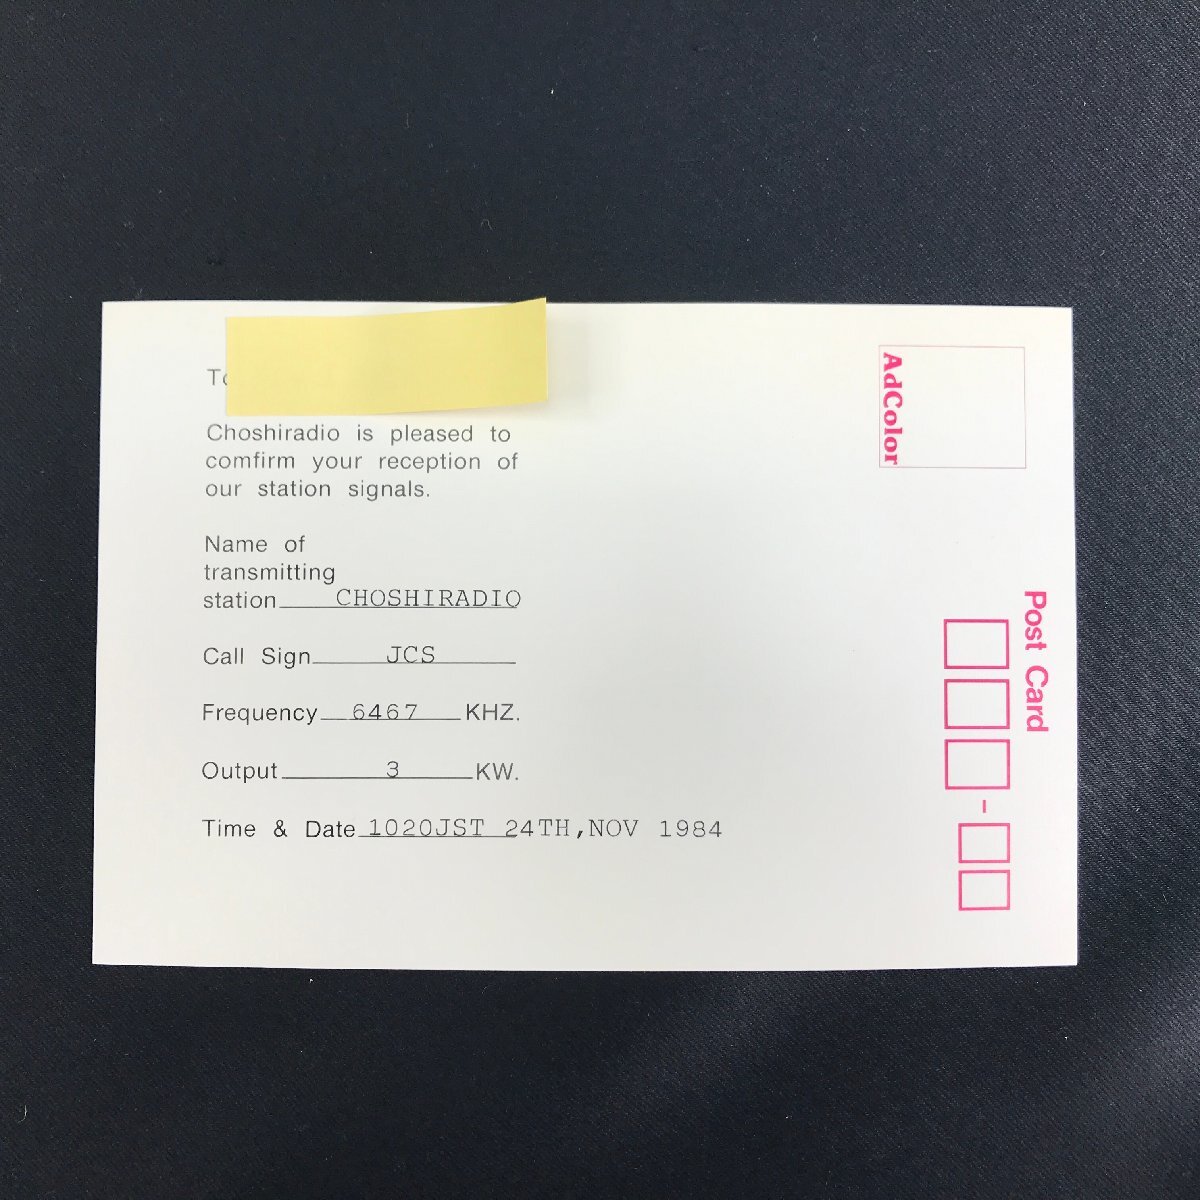 To
Choshiradio is pleased to
comfirm your reception of
our station signals.
Name of
transmitting
station CHOSHIRADIO
Call Sign JCS
Frequency 6467 KHZ.
Output 3 KW.
Time & Date 1020JST 24TH,NOV 1984
AdColor
Post Card